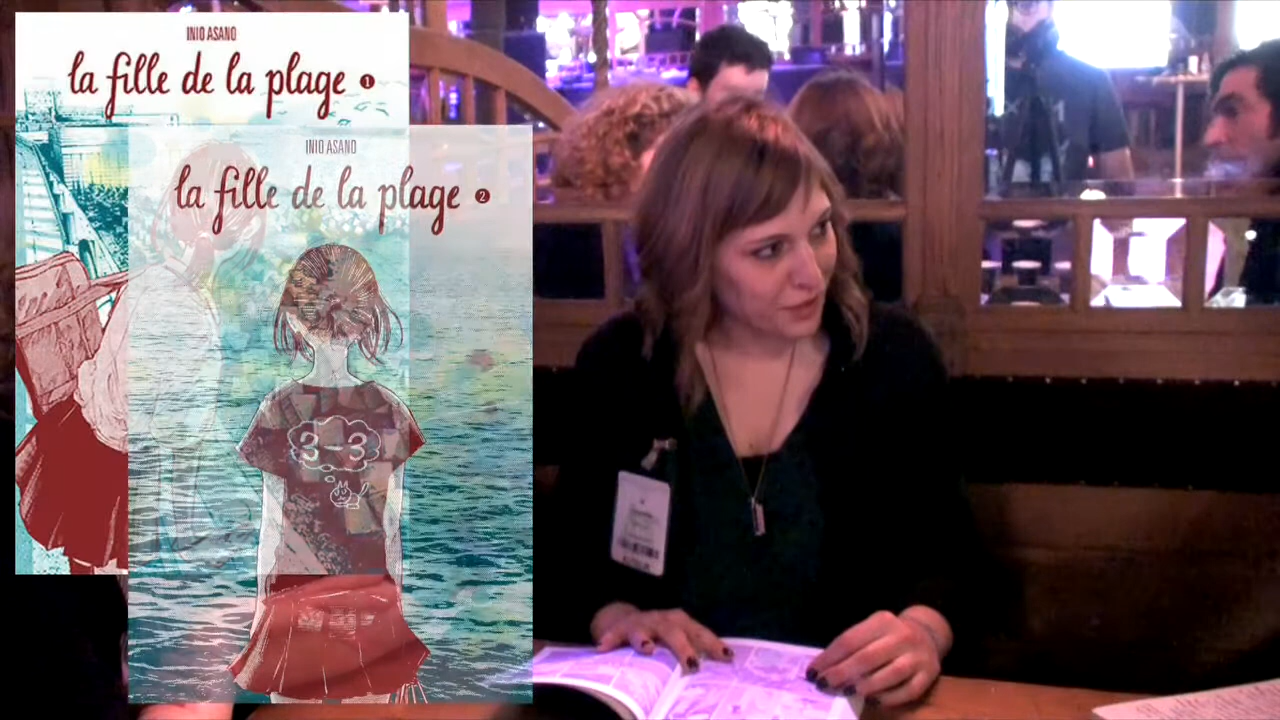 INIO ASANO
la fille de la plage 1
INIO ASANO
la fille de la plage 2
3-3